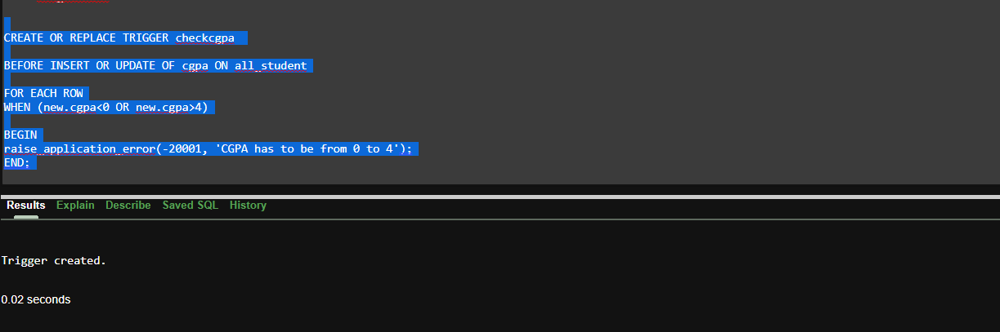 CREATE OR REPLACE TRIGGER checkcgpa
BEFORE INSERT OR UPDATE OF cgpa ON all_student
FOR EACH ROW
WHEN (new.cgpa<0 OR new.cgpa>4)
BEGIN
raise_application_error(-20001, 'CGPA has to be from 0 to 4');
END;
Results Explain Describe Saved SQL History
Trigger created.
0.02 seconds